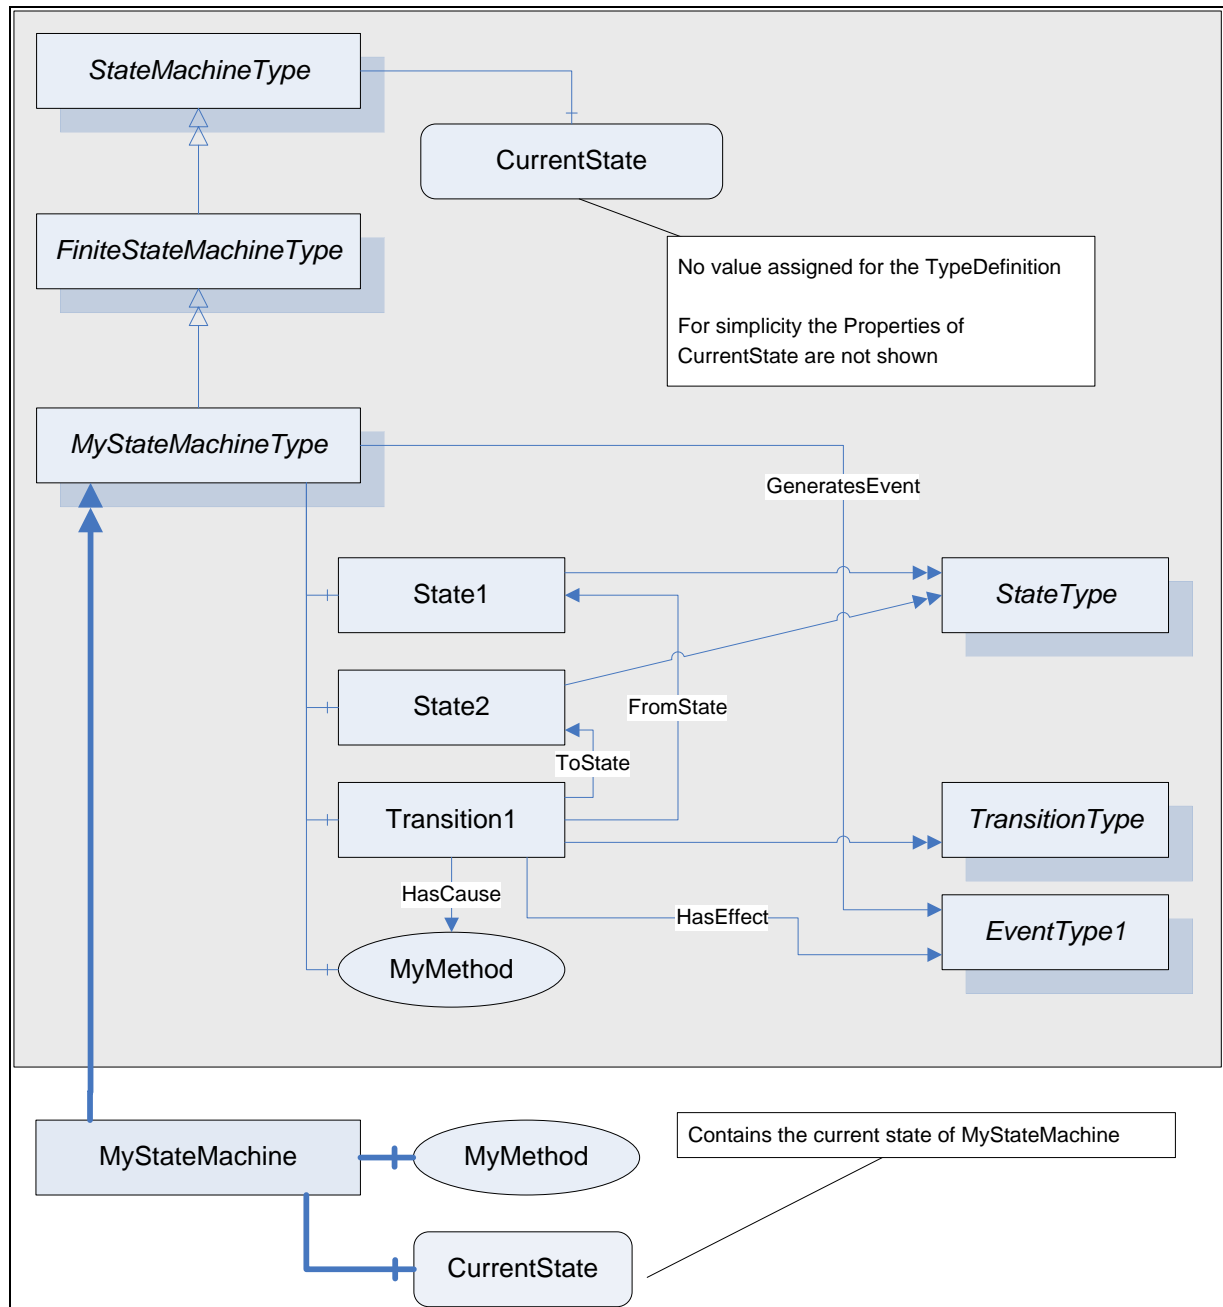 StateMachineType
CurrentState
FiniteStateMachineType
No value assigned for the TypeDefinition
For simplicity the Properties of
CurrentState are not shown
MyStateMachineType
GeneratesEvent
State1
StateType
State2
FromState
ToState
Transition1
TransitionType
HasCause
HasEffect
EventType1
MyMethod
Contains the current state of MyStateMachine
MyStateMachine
MyMethod
CurrentState